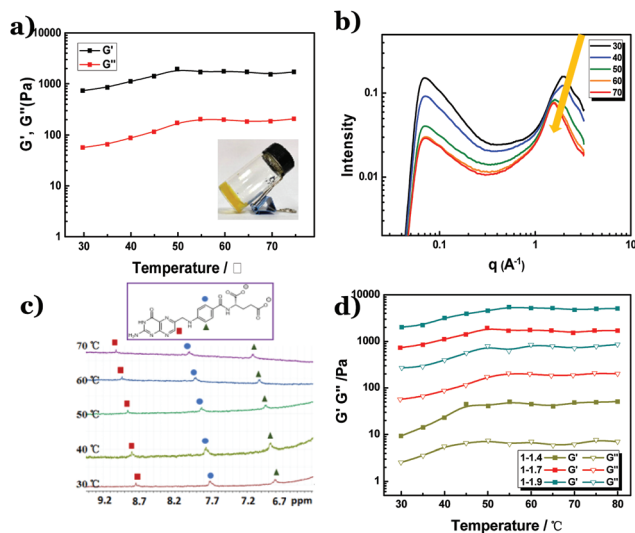 a)
G'
G''
G', G''(Pa)
10000
1000
100
10
1
30 40 50 60 70
Temperature / □
b)
30
40
50
60
70
Intensity
0.1
0.01
0.1 1 10
q (A⁻¹)
c)
70 ℃
60 ℃
50 ℃
40 ℃
30 ℃
9.2 8.7 8.2 7.7 7.2 6.7 ppm
d)
G' G'' /Pa
10000
1000
100
10
1
1-1.4 G' G''
1-1.7 G' G''
1-1.9 G' G''
30 40 50 60 70 80
Temperature / ℃